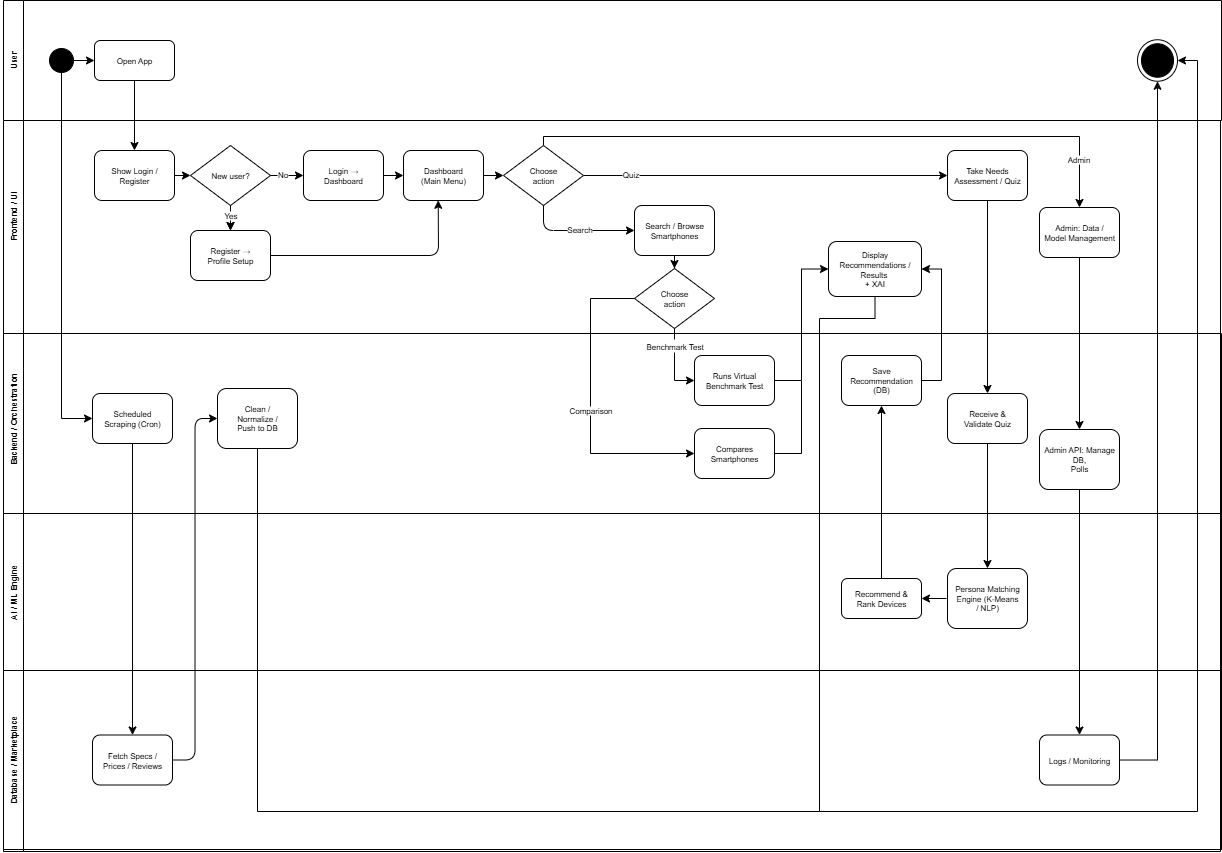 User
Open App
Frontend / UI
Show Login /
Register
New user?
No
Yes
Login →
Dashboard
Dashboard
(Main Menu)
Register →
Profile Setup
Choose
action
Quiz
Search
Admin
Search / Browse
Smartphones
Choose
action
Take Needs
Assessment / Quiz
Admin: Data /
Model Management
Display
Recommendations /
Results
+ XAI
Backend / Orchestration
Benchmark Test
Comparison
Scheduled
Scraping (Cron)
Clean /
Normalize /
Push to DB
Runs Virtual
Benchmark Test
Compares
Smartphones
Save
Recommendation
(DB)
Receive &
Validate Quiz
Admin API: Manage
DB,
Polls
AI / ML Engine
Recommend &
Rank Devices
Persona Matching
Engine (K-Means
/ NLP)
Database / Marketplace
Fetch Specs /
Prices / Reviews
Logs / Monitoring